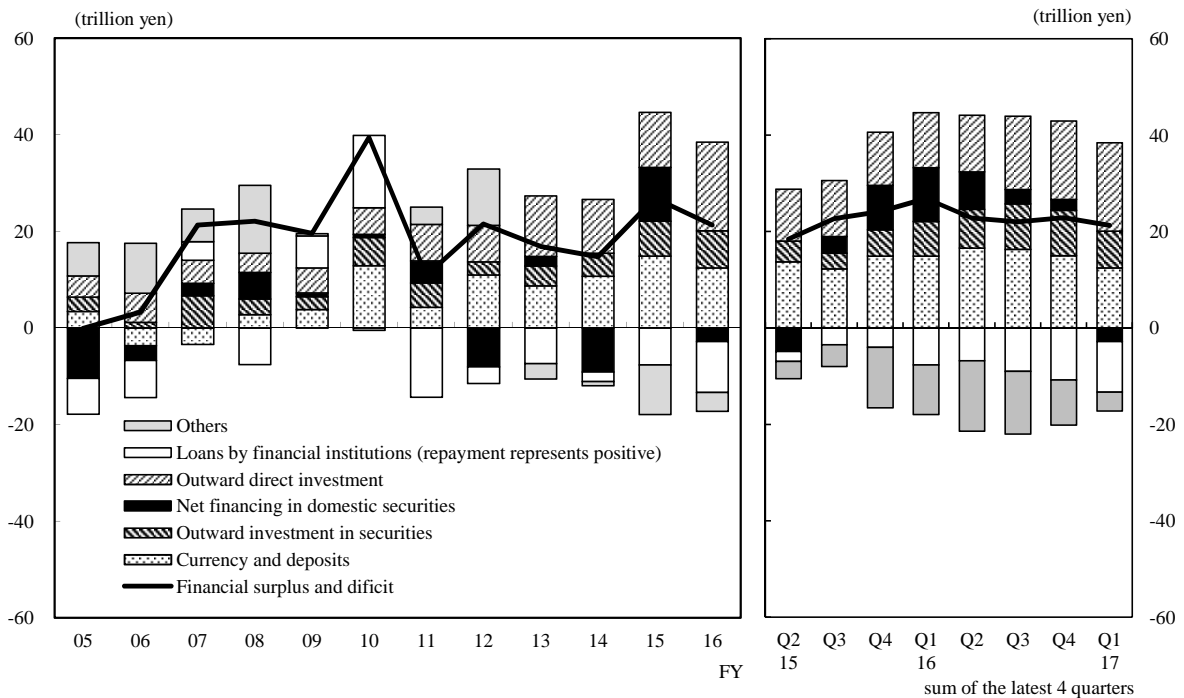 (trillion yen)
60
40
20
0
-20
-40
-60
Others
Loans by financial institutions (repayment represents positive)
Outward direct investment
Net financing in domestic securities
Outward investment in securities
Currency and deposits
Financial surplus and dificit
05 06 07 08 09 10 11 12 13 14 15 16
FY
(trillion yen)
60
40
20
0
-20
-40
-60
Q2 Q3 Q4 Q1 Q2 Q3 Q4 Q1
15 16 17
sum of the latest 4 quarters